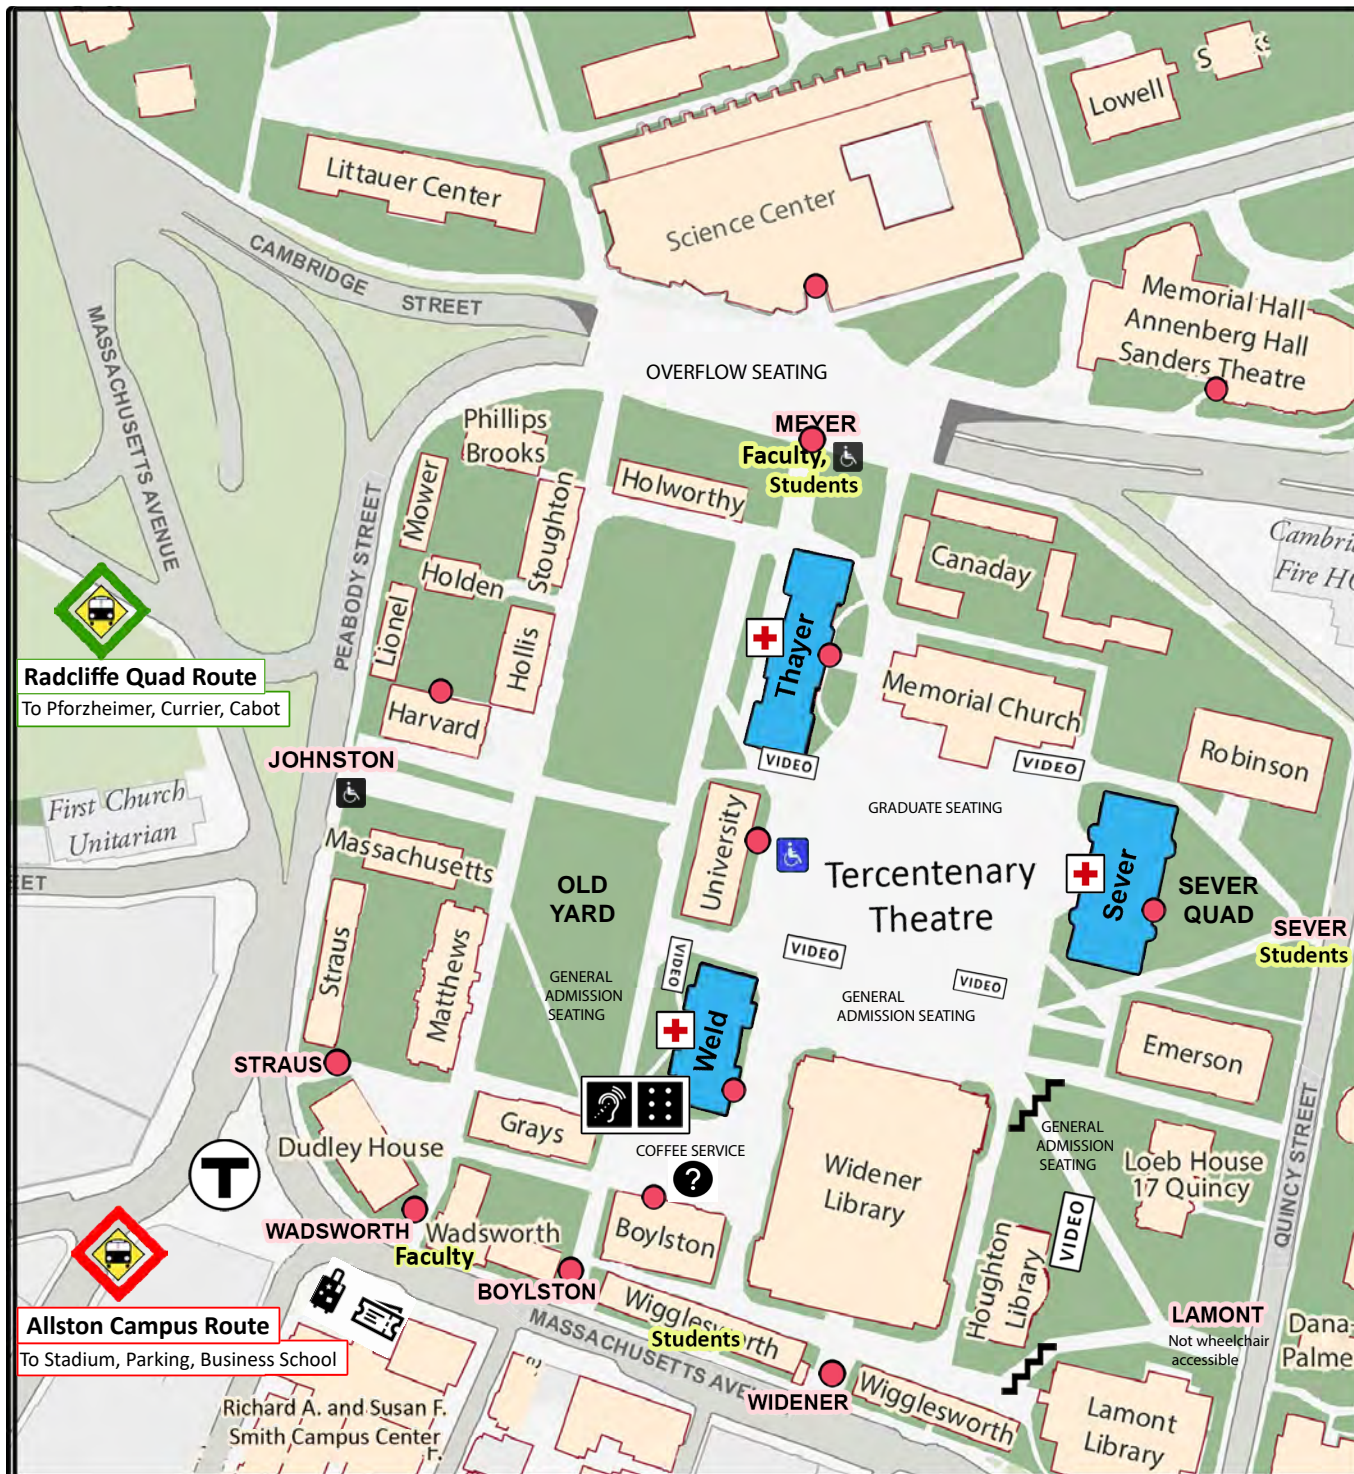 Lowell
Littauer Center
Science Center
CAMBRIDGE STREET
Memorial Hall
Annenberg Hall
Sanders Theatre
MASSACHUSETTS AVENUE
OVERFLOW SEATING
MEYER
Faculty,
Students
Phillips
Brooks
Mower
Stoughton
Holworthy
PEABODY STREET
Holden
Canaday
Lionel
Hollis
Thayer
Radcliffe Quad Route
To Pforzheimer, Currier, Cabot
Harvard
Memorial Church
Robinson
JOHNSTON
VIDEO
VIDEO
First Church
Unitarian
University
GRADUATE SEATING
Massachusetts
Tercentenary
Theatre
OLD
YARD
Sever
SEVER
QUAD
EET
SEVER
Students
Straus
Matthews
VIDEO
VIDEO
VIDEO
GENERAL
ADMISSION
SEATING
GENERAL
ADMISSION SEATING
Weld
Emerson
STRAUS
QUINCY STREET
Dudley House
Grays
COFFEE SERVICE
?
GENERAL
ADMISSION
SEATING
Loeb House
17 Quincy
Widener
Library
T
WADSWORTH
Faculty
Wadsworth
Boylston
VIDEO
Houghton
Library
BOYLSTON
Wigglesworth
Students
MASSACHUSETTS AVE
Allston Campus Route
To Stadium, Parking, Business School
LAMONT
Not wheelchair
accessible
Dana-
Palme
WIDENER
Wigglesworth
Richard A. and Susan F.
Smith Campus Center
F.
Lamont
Library